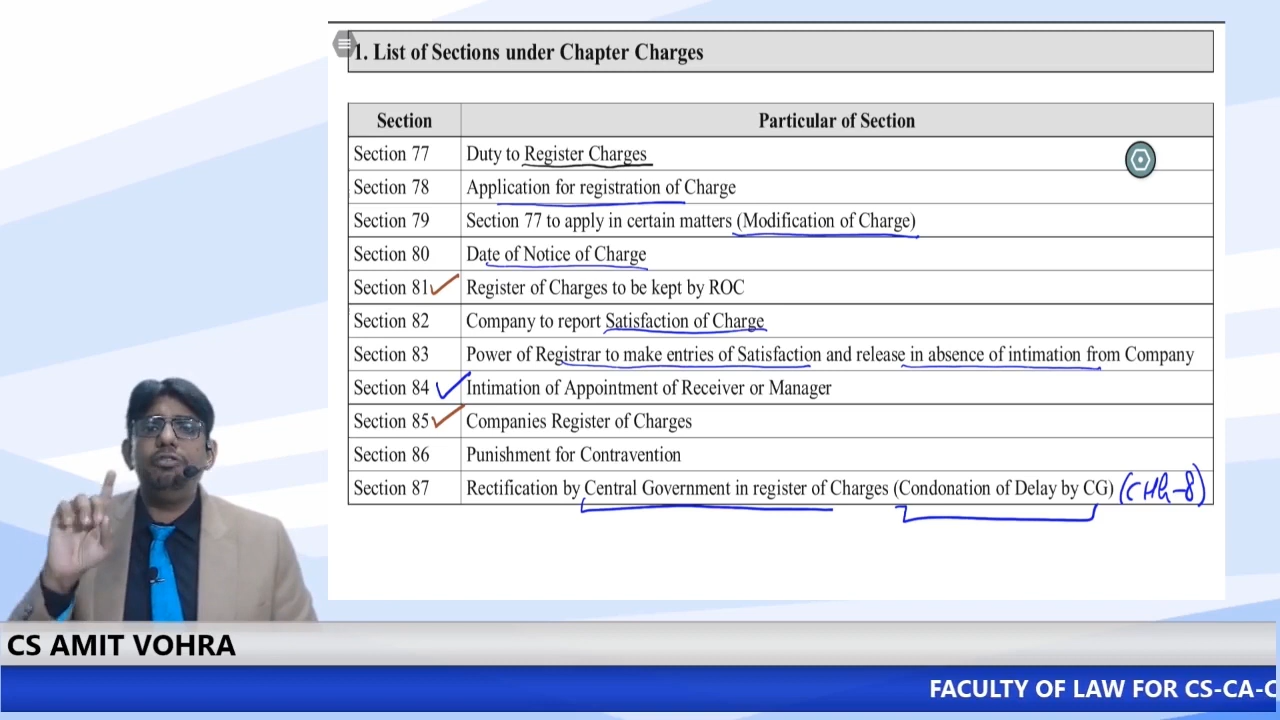 1. List of Sections under Chapter Charges
Section Particular of Section
Section 77 Duty to Register Charges
Section 78 Application for registration of Charge
Section 79 Section 77 to apply in certain matters (Modification of Charge)
Section 80 Date of Notice of Charge
Section 81 Register of Charges to be kept by ROC
Section 82 Company to report Satisfaction of Charge
Section 83 Power of Registrar to make entries of Satisfaction and release in absence of intimation from Company
Section 84 Intimation of Appointment of Receiver or Manager
Section 85 Companies Register of Charges
Section 86 Punishment for Contravention
Section 87 Rectification by Central Government in register of Charges (Condonation of Delay by CG) (CHG-8)
CS AMIT VOHRA
FACULTY OF LAW FOR CS-CA-C